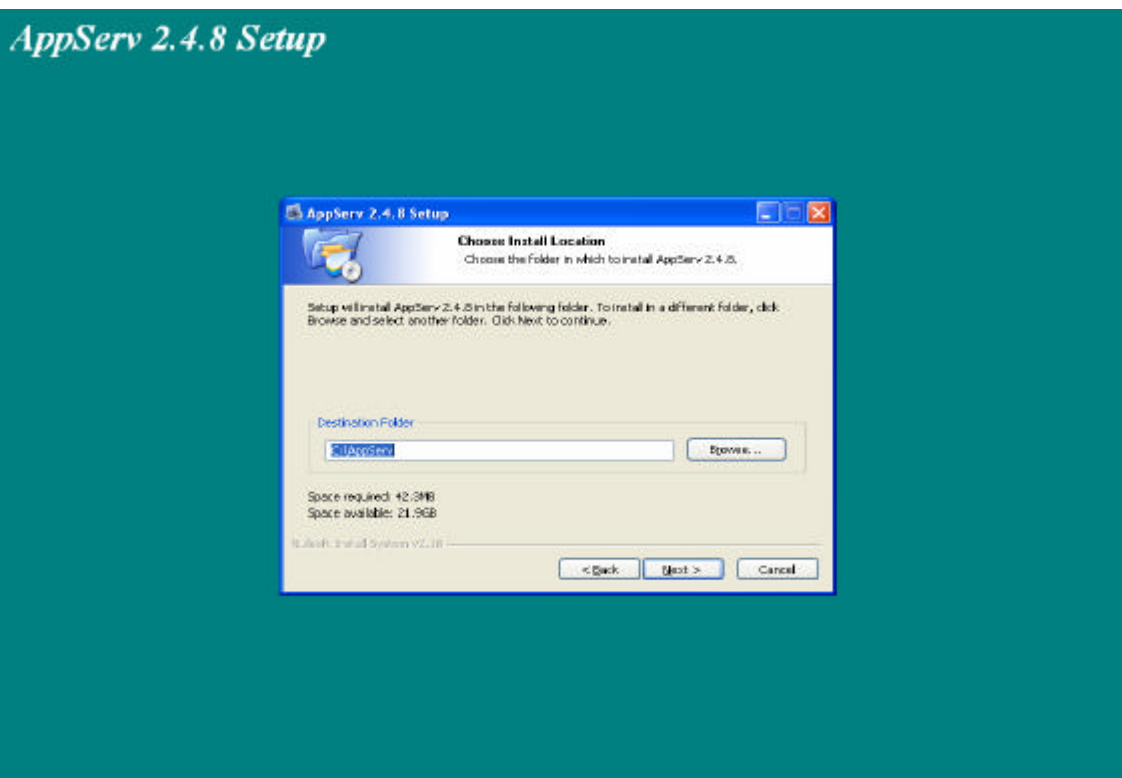 AppServ 2.4.8 Setup
AppServ 2.4.8 Setup
Choose Install Location
Choose the folder in which to install AppServ 2.4.8.
Setup will install AppServ 2.4.8 in the following folder. To install in a different folder, click
Browse and select another folder. Click Next to continue.
Destination Folder
C:\AppServ
Browse...
Space required: 42.3MB
Space available: 21.9GB
Nullsoft Install System
< Back
Next >
Cancel